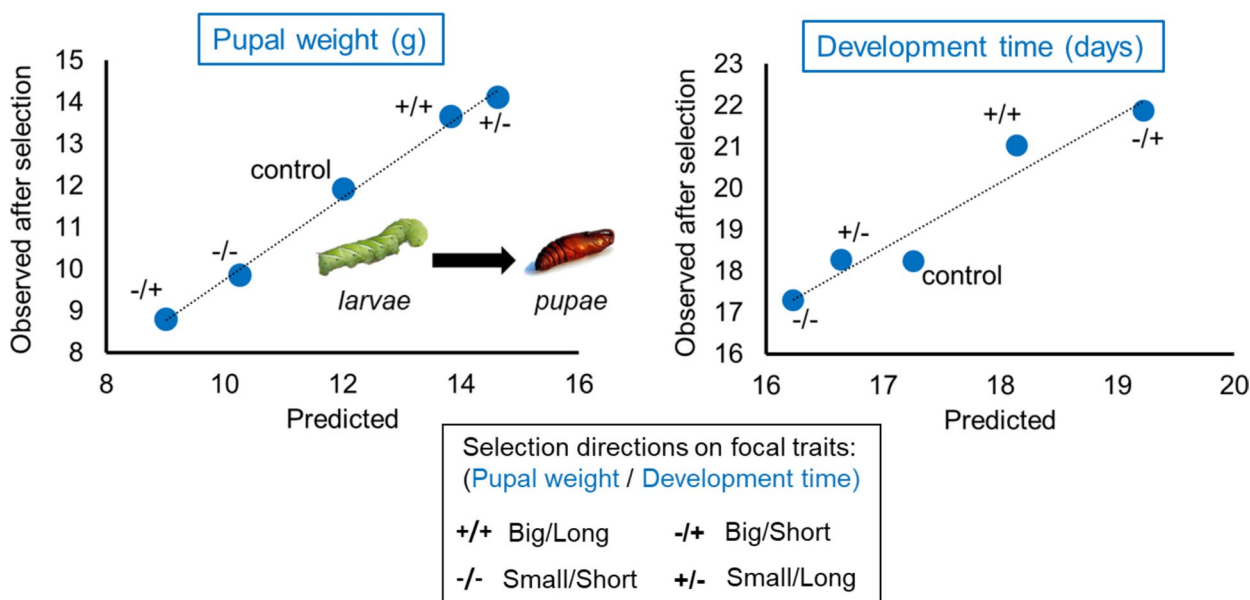 Pupal weight (g)
Observed after selection
15
14
13
12
11
10
9
8
+/+
+/-
control
-/-
-/+
larvae
pupae
8 10 12 14 16
Predicted
Development time (days)
Observed after selection
23
22
21
20
19
18
17
16
+/+
-/+
+/-
control
-/-
16 17 18 19 20
Predicted
Selection directions on focal traits:
(Pupal weight / Development time)
+/+ Big/Long -/+ Big/Short
-/- Small/Short +/- Small/Long